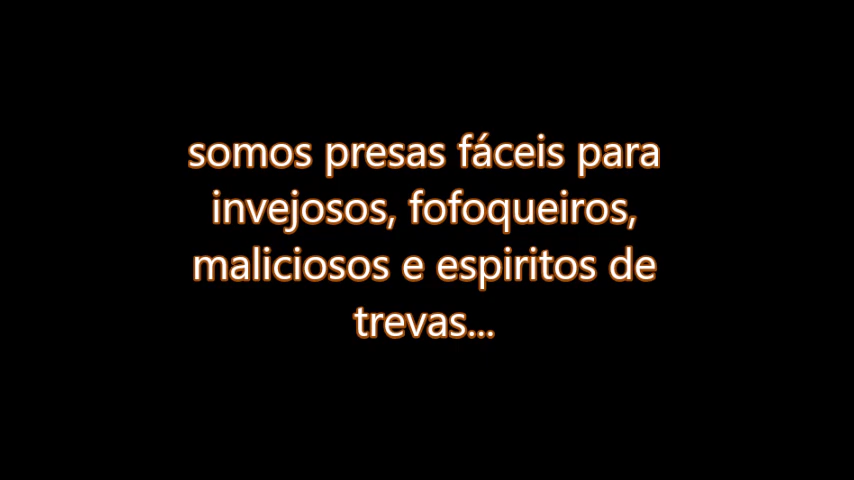 somos presas fáceis para
invejosos, fofoqueiros,
maliciosos e espiritos de
trevas...